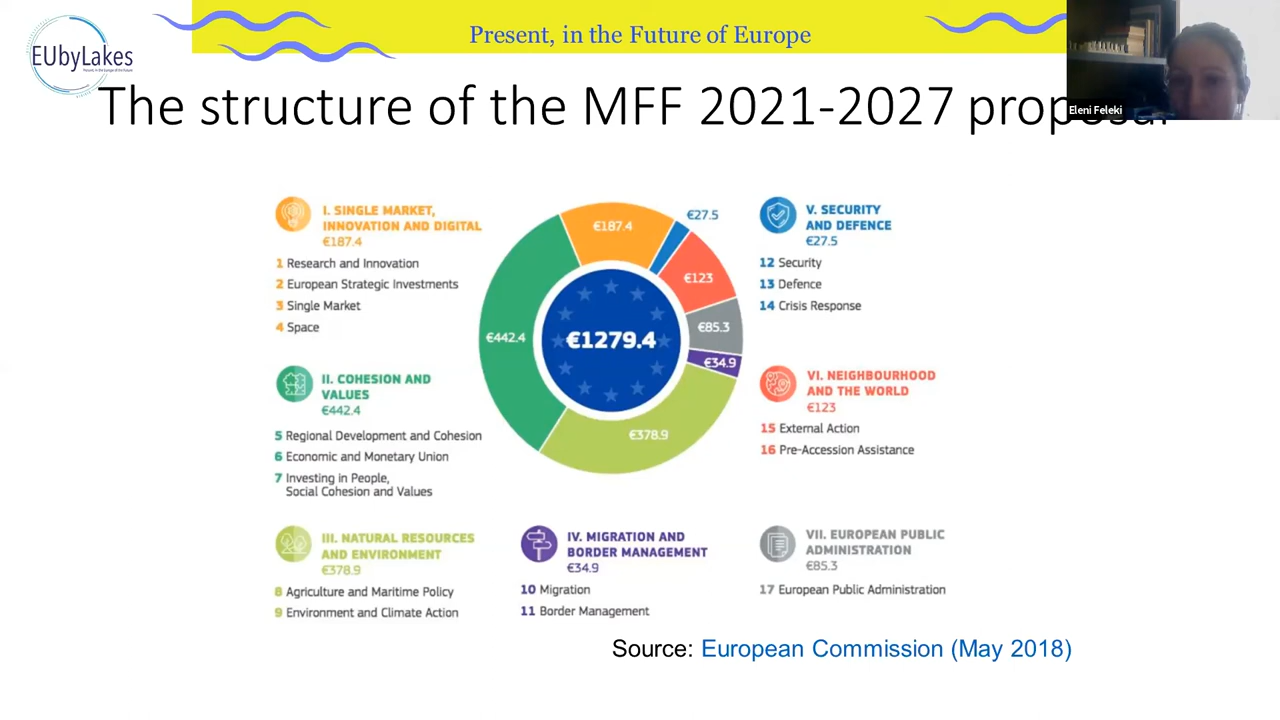 EUbyLakes
Present, in the Future of Europe
Eleni Feleki
The structure of the MFF 2021-2027 proposal
I. SINGLE MARKET,
INNOVATION AND DIGITAL
€187.4
1 Research and Innovation
2 European Strategic Investments
3 Single Market
4 Space
II. COHESION AND
VALUES
€442.4
5 Regional Development and Cohesion
6 Economic and Monetary Union
7 Investing in People,
Social Cohesion and Values
III. NATURAL RESOURCES
AND ENVIRONMENT
€378.9
8 Agriculture and Maritime Policy
9 Environment and Climate Action
€187.4
€27.5
€123
€85.3
€34.9
€378.9
€442.4
€1279.4
IV. MIGRATION AND
BORDER MANAGEMENT
€34.9
10 Migration
11 Border Management
V. SECURITY
AND DEFENCE
€27.5
12 Security
13 Defence
14 Crisis Response
VI. NEIGHBOURHOOD
AND THE WORLD
€123
15 External Action
16 Pre-Accession Assistance
VII. EUROPEAN PUBLIC
ADMINISTRATION
€85.3
17 European Public Administration
Source: European Commission (May 2018)